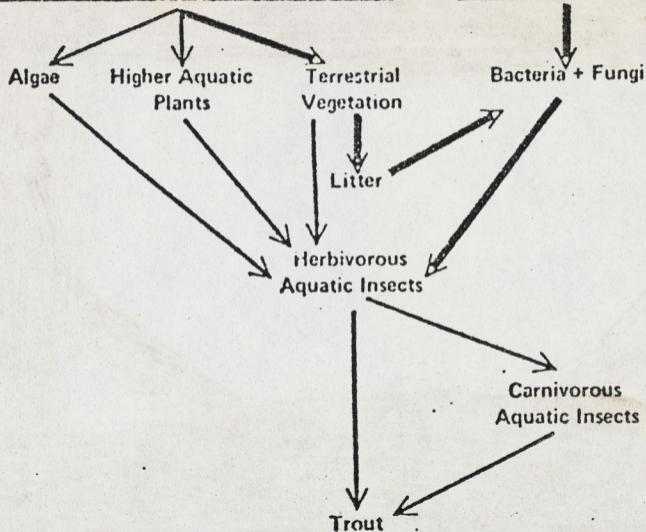 Algae
Higher Aquatic
Plants
Terrestrial
Vegetation
Bacteria + Fungi
Litter
Herbivorous
Aquatic Insects
Carnivorous
Aquatic Insects
Trout